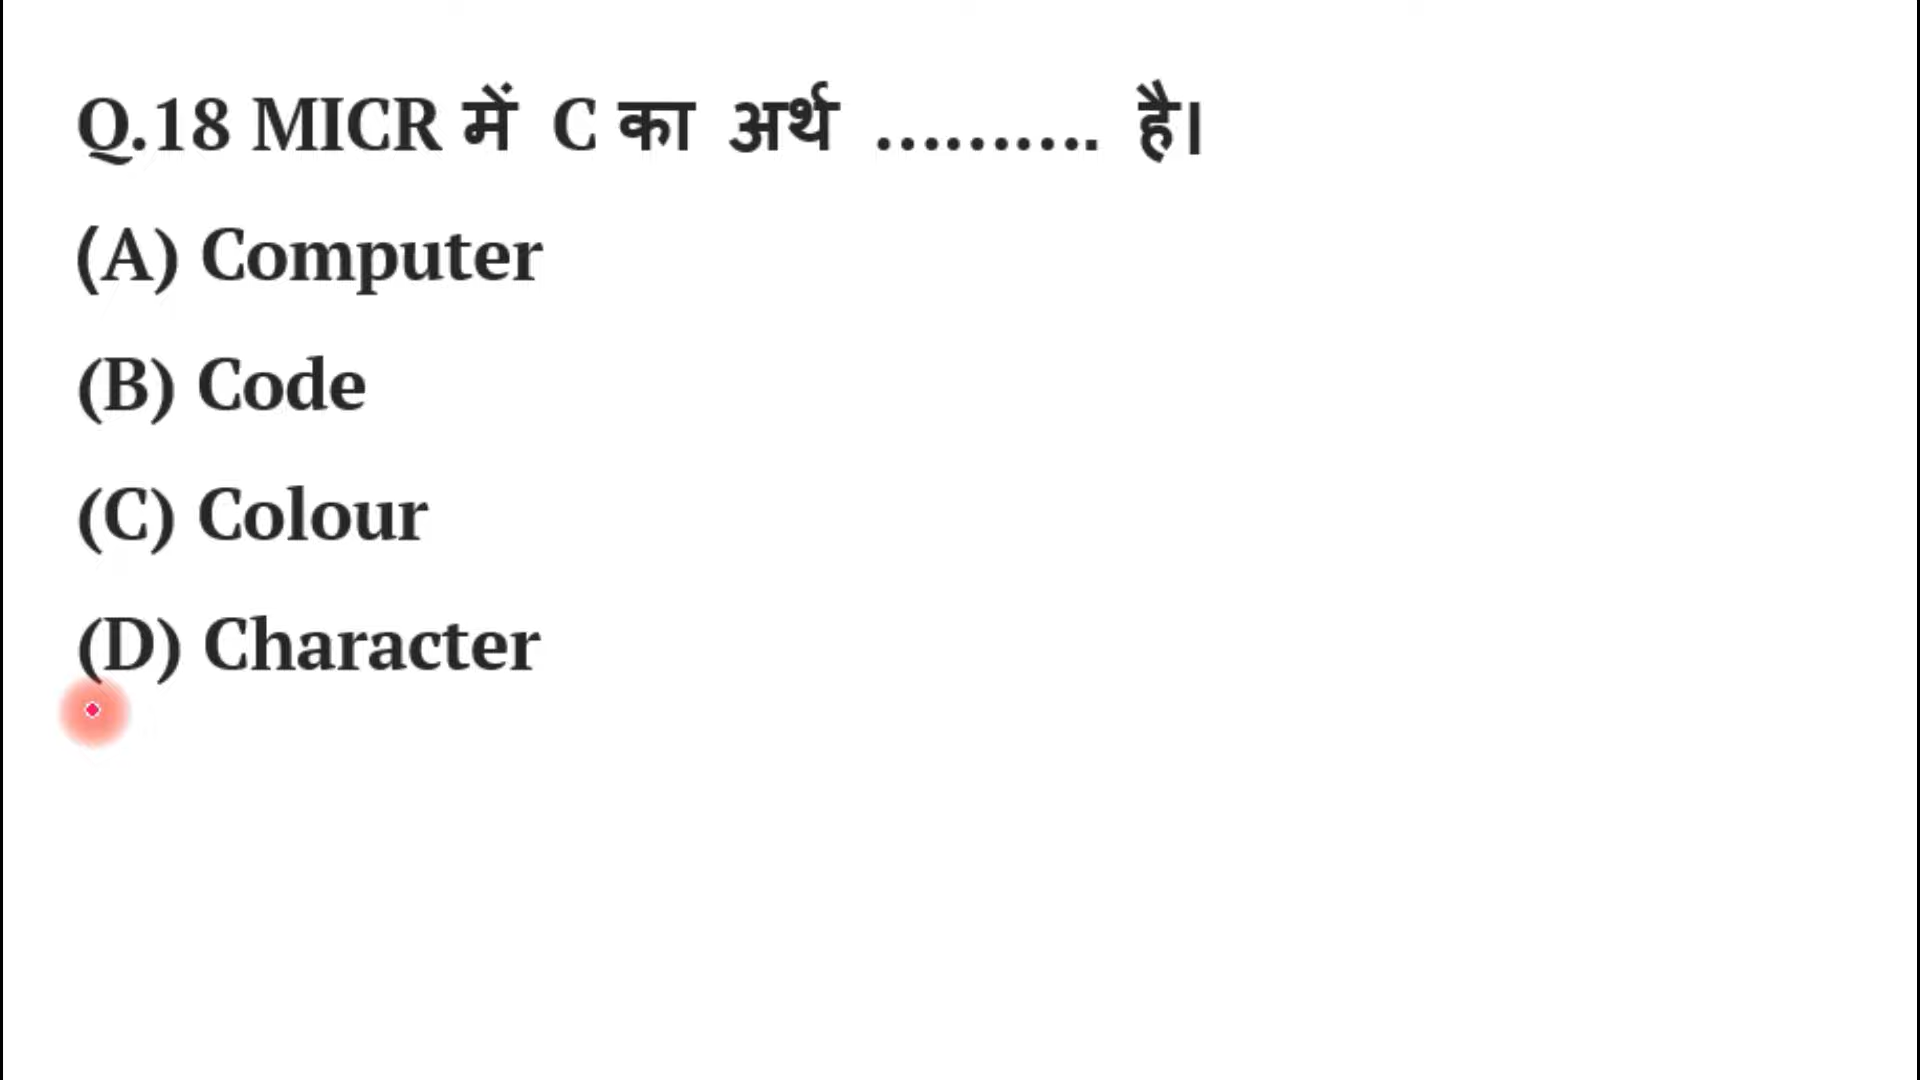 Q.18 MICR में C का अर्थ .......... है।
(A) Computer
(B) Code
(C) Colour
(D) Character